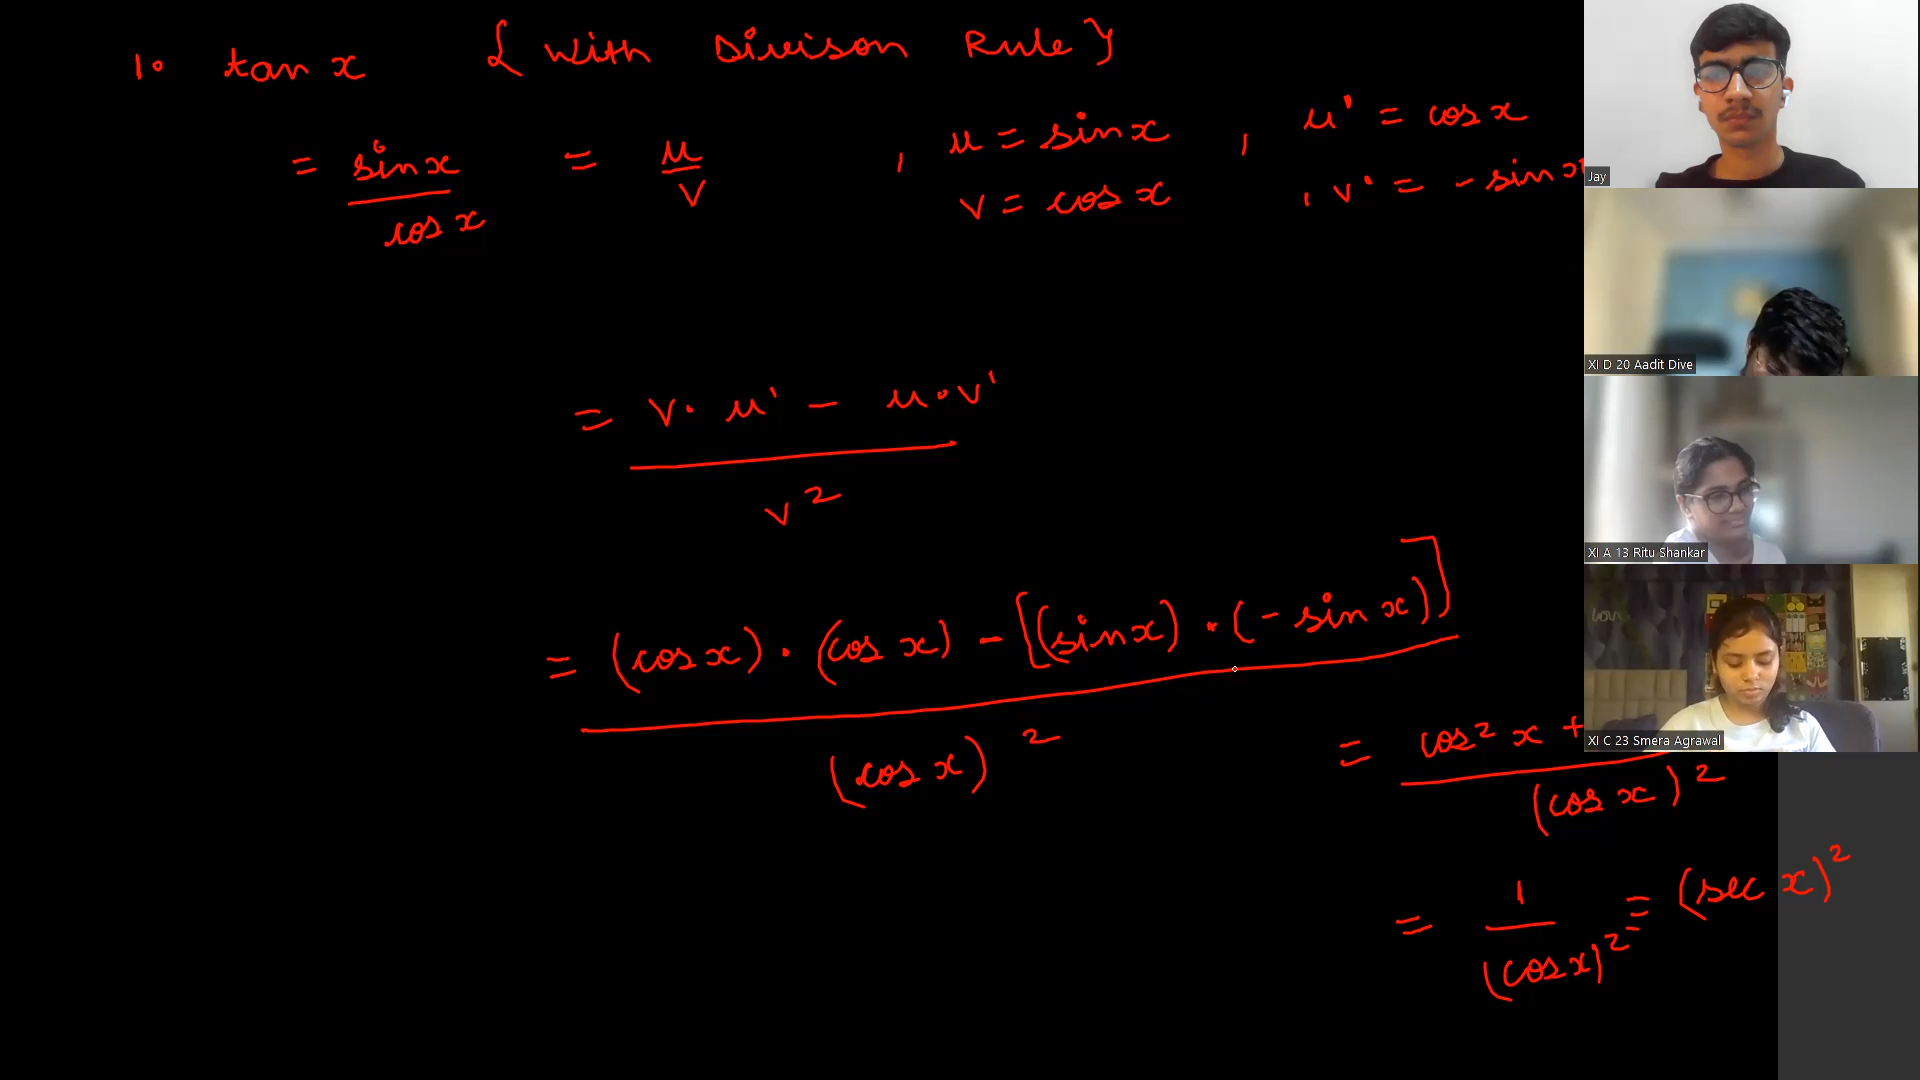 1. tan x { With Divison Rule }
= sin x / cos x = u / v , u = sin x , u' = cos x
v = cos x , v' = - sin x
= v . u' - u . v' / v²
= (cos x) . (cos x) - [(sin x) . (- sin x)] / (cos x)²
= cos² x + / (cos x)²
= 1 / (cos x)² = (sec x)²
Jay
XI D 20 Aadit Dive
XI A 13 Ritu Shankar
XI C 23 Smera Agrawal